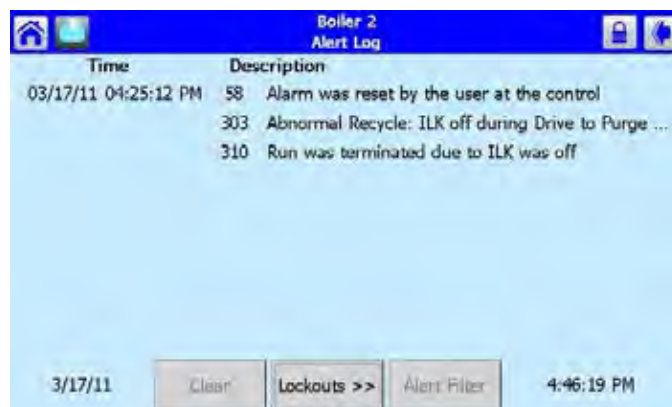 Boiler 2
Alert Log
Time Description
03/17/11 04:25:12 PM 58 Alarm was reset by the user at the control
303 Abnormal Recycle: ILK off during Drive to Purge ...
310 Run was terminated due to ILK was off
3/17/11 Clear Lockouts >> Alert Filter 4:46:19 PM